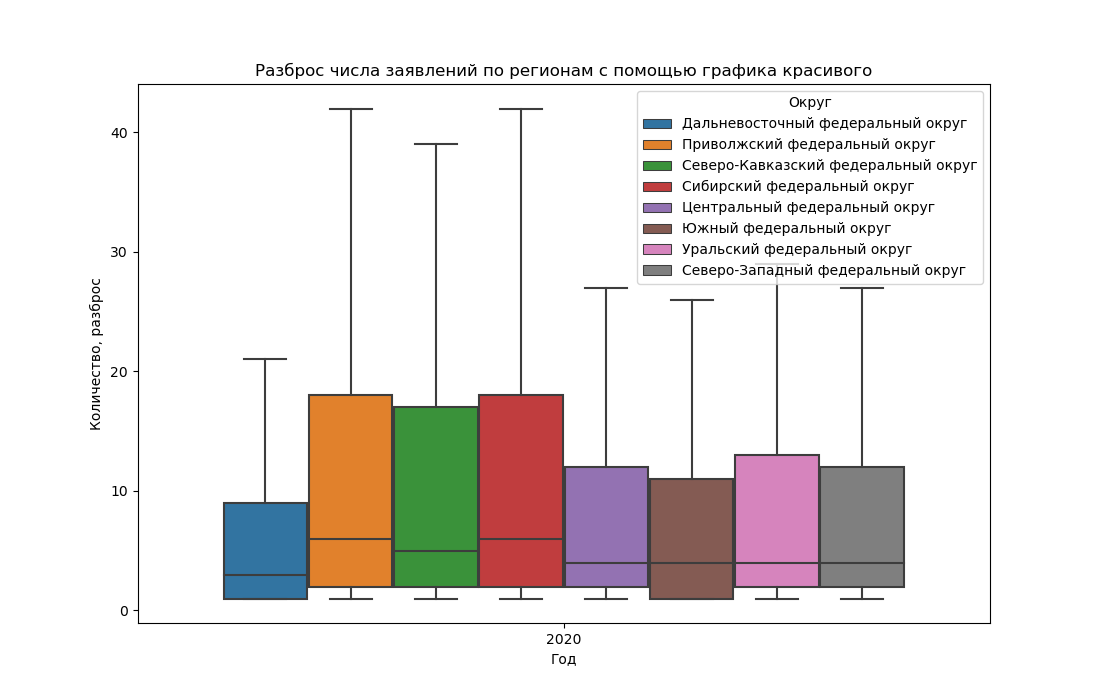 Разброс числа заявлений по регионам с помощью графика красивого
Округ
Дальневосточный федеральный округ
Приволжский федеральный округ
Северо-Кавказский федеральный округ
Сибирский федеральный округ
Центральный федеральный округ
Южный федеральный округ
Уральский федеральный округ
Северо-Западный федеральный округ
Количество, разброс
40
30
20
10
0
2020
Год